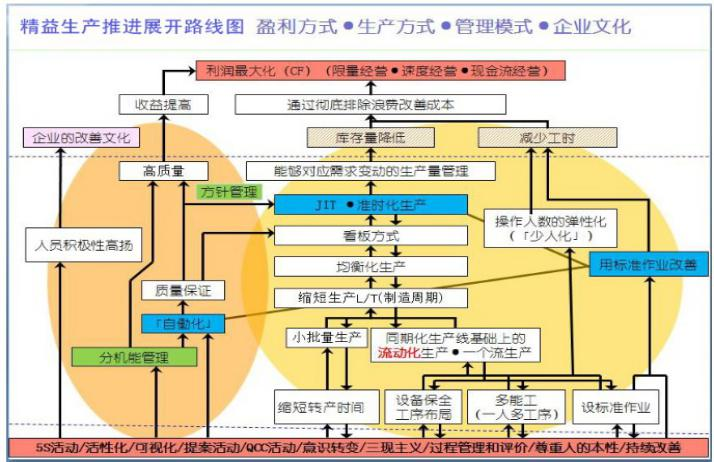 精益生产推进展开路线图 盈利方式●生产方式●管理模式●企业文化
利润最大化（CF）（限量经营●速度经营●现金流经营）
收益提高
通过彻底排除浪费改善成本
企业的改善文化
库存量降低
减少工时
高质量
能够对应需求变动的生产量管理
方针管理
JIT ●准时化生产
操作人数的弹性化
（「少人化」）
看板方式
人员积极性高扬
均衡化生产
用标准作业改善
质量保证
缩短生产L/T(制造周期)
「自働化」
小批量生产
同期化生产线基础上的
流动化生产●一个流生产
分机能管理
缩短转产时间
设备保全
工序布局
多能工
(一人多工序)
设标准作业
5S活动/活性化/可视化/提案活动/QCC活动/意识转变/三现主义/过程管理和评价/尊重人的本性/持续改善